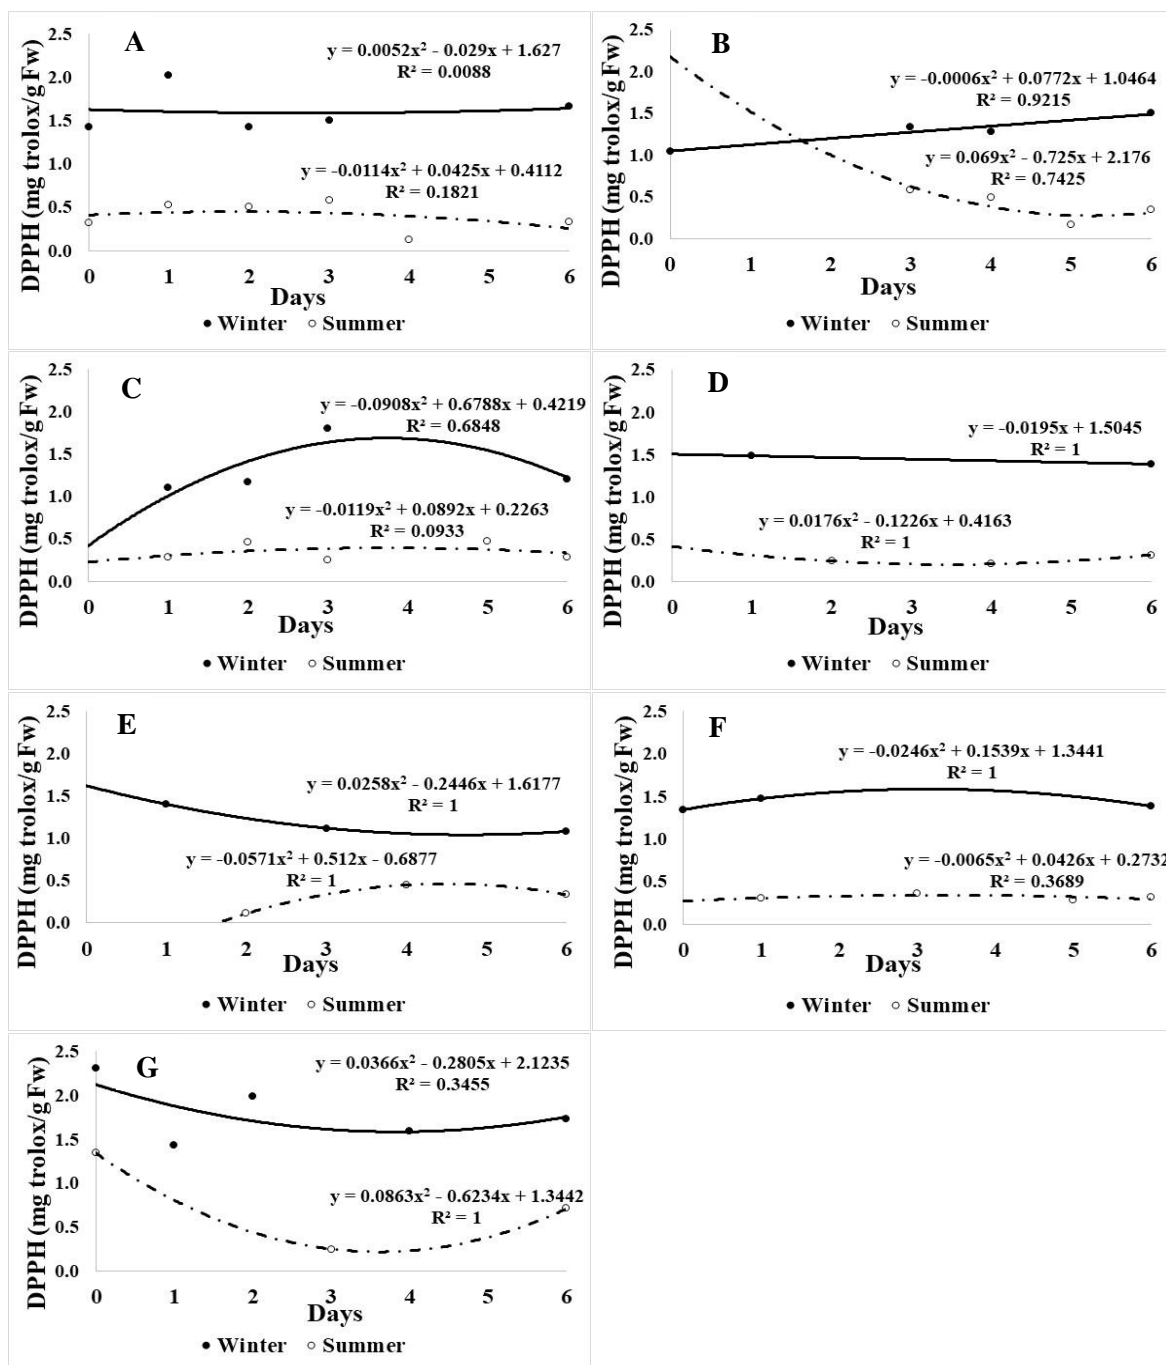 A
DPPH (mg trolox/g Fw)
2.5
2.0
1.5
1.0
0.5
0.0
y = 0.0052x² - 0.029x + 1.627
R² = 0.0088
y = -0.0114x² + 0.0425x + 0.4112
R² = 0.1821
0 1 2 3 4 5 6
Days
Winter Summer
B
DPPH (mg trolox/g Fw)
2.5
2.0
1.5
1.0
0.5
0.0
y = -0.0006x² + 0.0772x + 1.0464
R² = 0.9215
y = 0.069x² - 0.725x + 2.176
R² = 0.7425
0 1 2 3 4 5 6
Days
Winter Summer
C
DPPH (mg trolox/g Fw)
2.5
2.0
1.5
1.0
0.5
0.0
y = -0.0908x² + 0.6788x + 0.4219
R² = 0.6848
y = -0.0119x² + 0.0892x + 0.2263
R² = 0.0933
0 1 2 3 4 5 6
Days
Winter Summer
D
DPPH (mg trolox/g Fw)
2.5
2.0
1.5
1.0
0.5
0.0
y = -0.0195x + 1.5045
R² = 1
y = 0.0176x² - 0.1226x + 0.4163
R² = 1
0 1 2 3 4 5 6
Days
Winter Summer
E
DPPH (mg trolox/g Fw)
2.5
2.0
1.5
1.0
0.5
0.0
y = 0.0258x² - 0.2446x + 1.6177
R² = 1
y = -0.0571x² + 0.512x - 0.6877
R² = 1
0 1 2 3 4 5 6
Days
Winter Summer
F
DPPH (mg trolox/g Fw)
2.5
2.0
1.5
1.0
0.5
0.0
y = -0.0246x² + 0.1539x + 1.3441
R² = 1
y = -0.0065x² + 0.0426x + 0.2732
R² = 0.3689
0 1 2 3 4 5 6
Days
Winter Summer
G
DPPH (mg trolox/g Fw)
2.5
2.0
1.5
1.0
0.5
0.0
y = 0.0366x² - 0.2805x + 2.1235
R² = 0.3455
y = 0.0863x² - 0.6234x + 1.3442
R² = 1
0 1 2 3 4 5 6
Days
Winter Summer